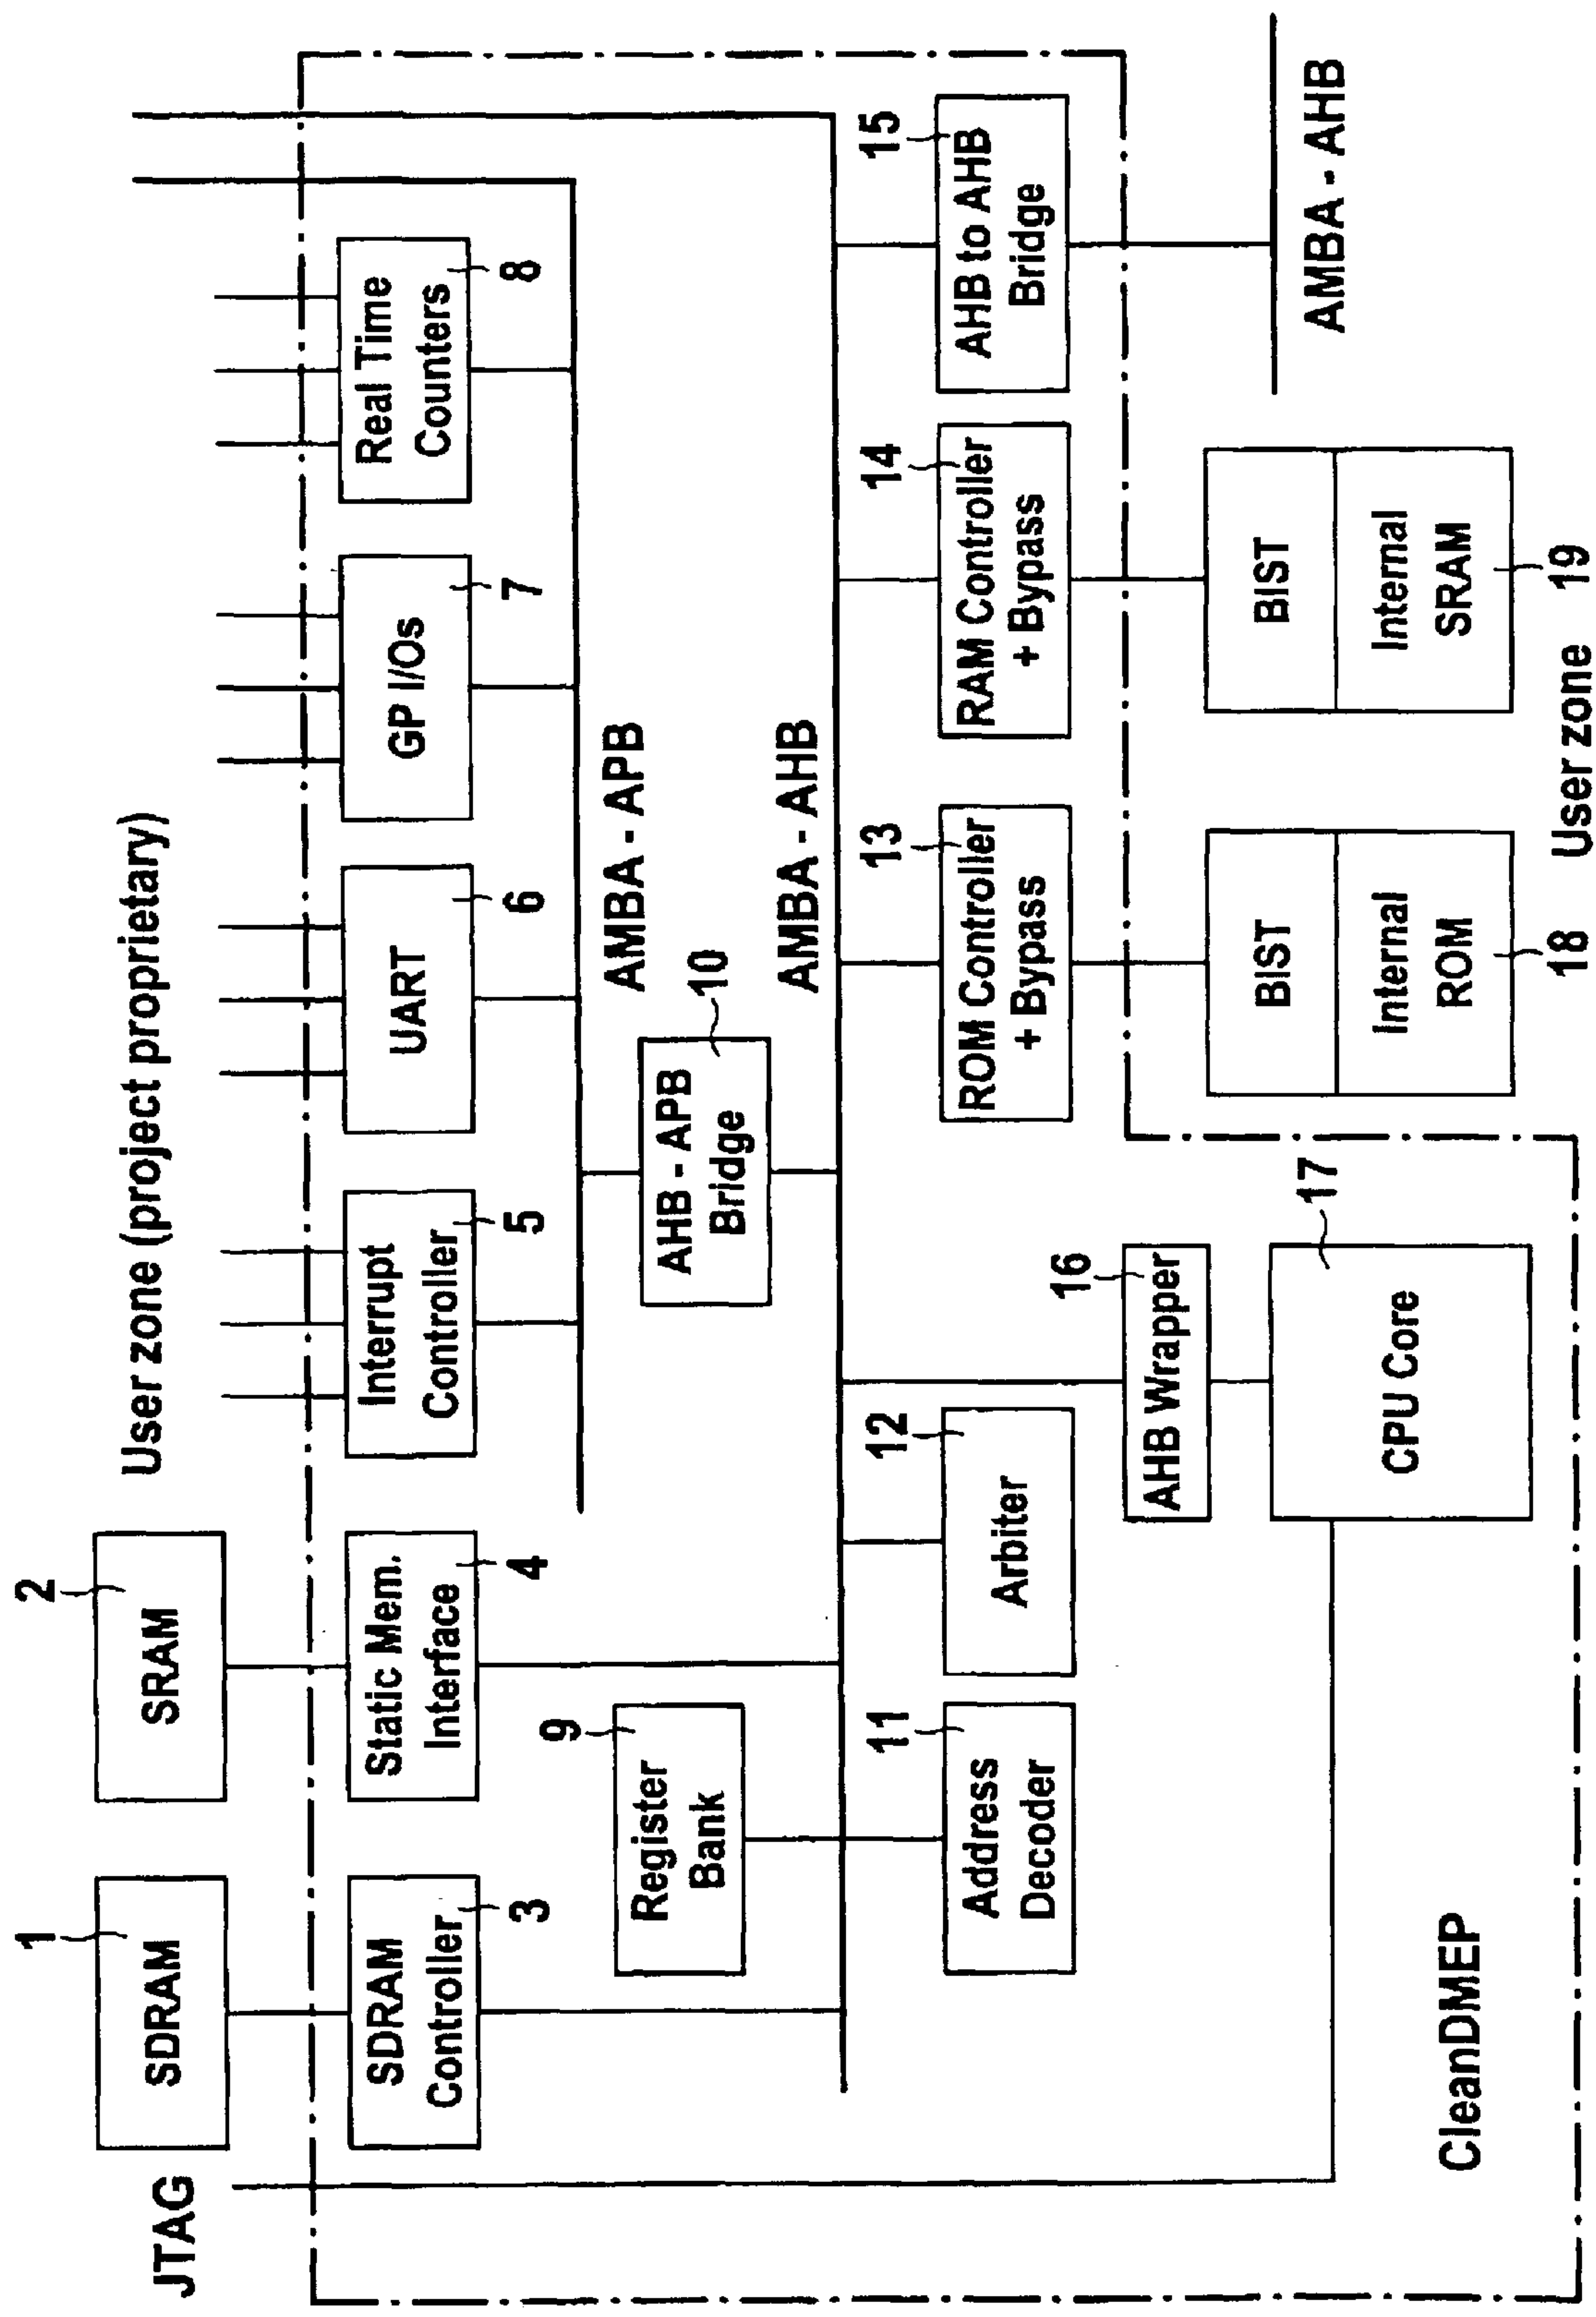 User zone (project proprietary)
JTAG
1
SDRAM
2
SRAM
SDRAM
Controller
3
Static Mem.
Interface
4
Interrupt
Controller
5
UART
6
GP I/Os
7
Real Time
Counters
8
AMBA - APB
9
Register
Bank
10
AHB - APB
Bridge
AMBA - AHB
11
Address
Decoder
12
Arbiter
13
ROM Controller
+ Bypass
14
RAM Controller
+ Bypass
15
AHB to AHB
Bridge
16
AHB Wrapper
17
CPU Core
BIST
Internal
ROM
18
BIST
Internal
SRAM
19
AMBA - AHB
CleanDMEP
User zone